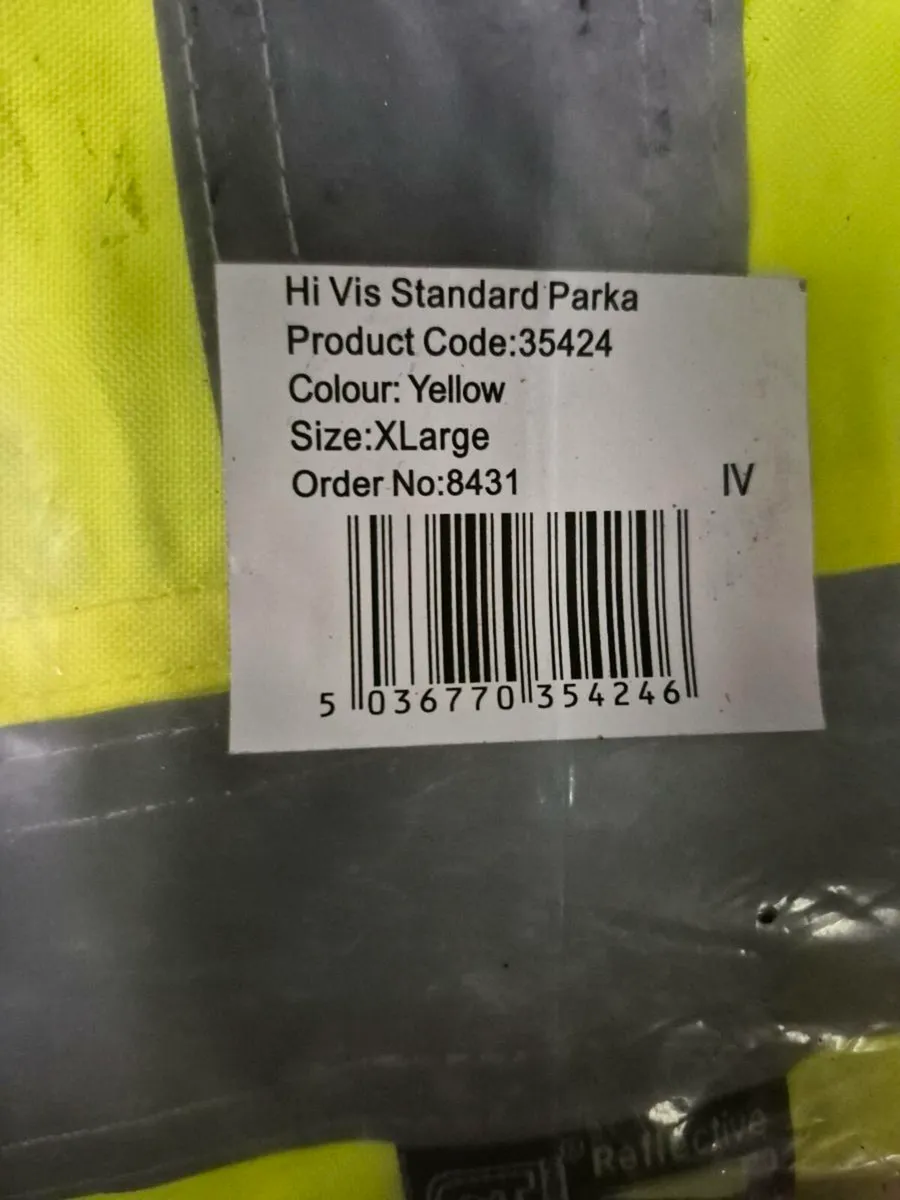 Hi Vis Standard Parka
Product Code:35424
Colour: Yellow
Size:XLarge
Order No:8431 IV
5 036770 354246
Reflective